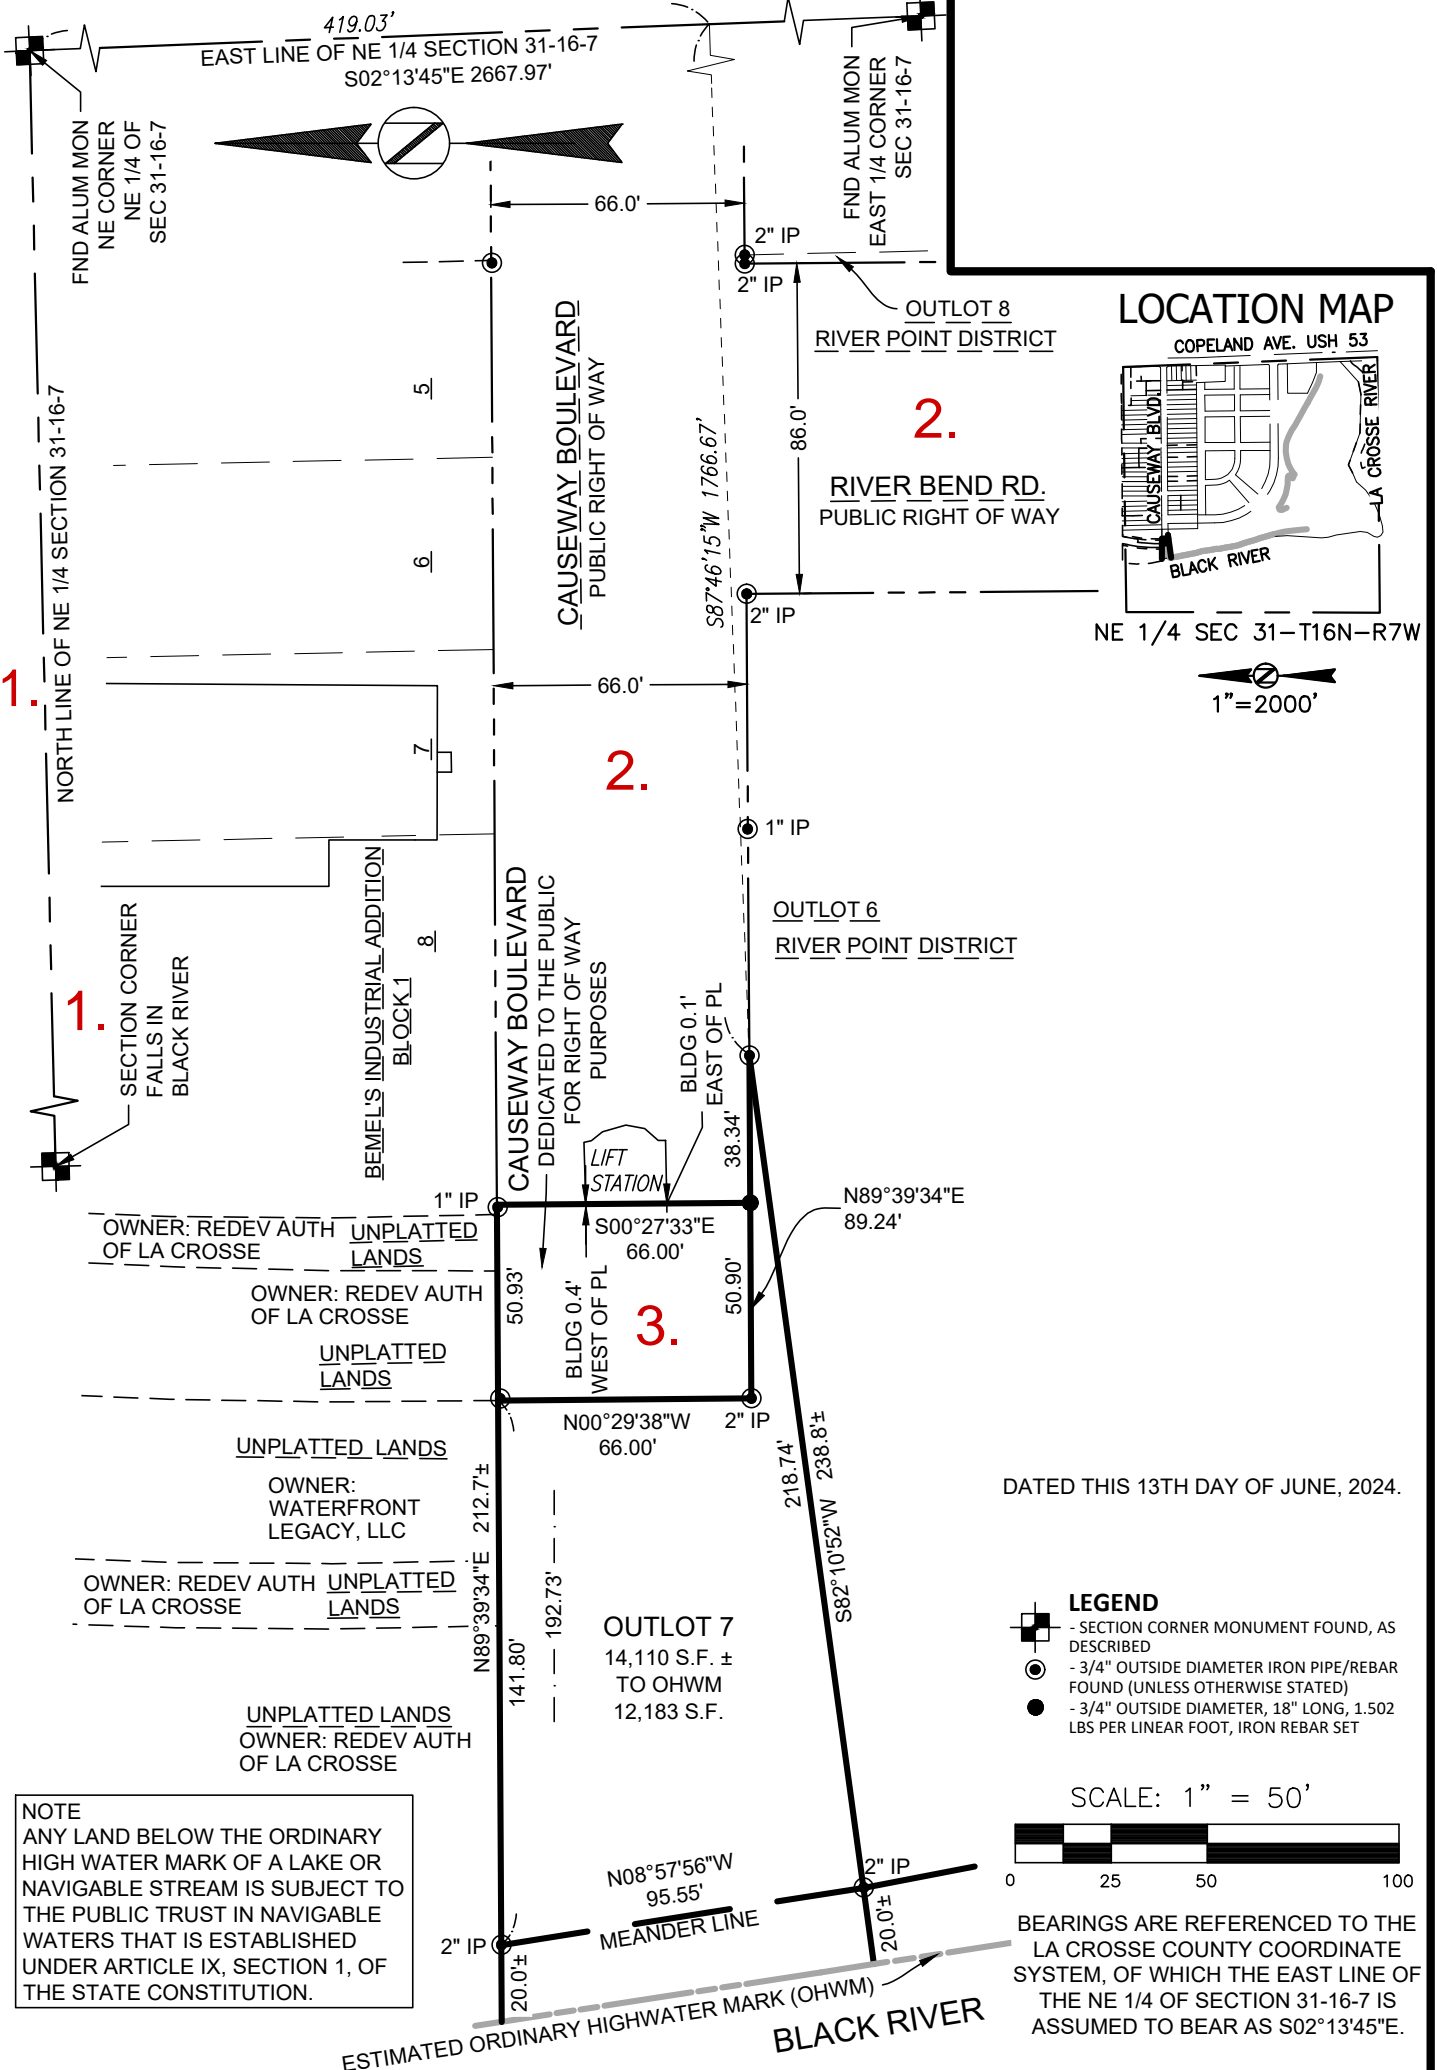 419.03'
EAST LINE OF NE 1/4 SECTION 31-16-7
S02°13'45"E 2667.97'
FND ALUM MON
NE CORNER
NE 1/4 OF
SEC 31-16-7
FND ALUM MON
EAST 1/4 CORNER
SEC 31-16-7
66.0'
2" IP
2" IP
OUTLOT 8
RIVER POINT DISTRICT
LOCATION MAP
COPELAND AVE. USH 53
CAUSEWAY BLVD.
LA CROSSE RIVER
BLACK RIVER
NE 1/4 SEC 31-T16N-R7W
1"=2000'
NORTH LINE OF NE 1/4 SECTION 31-16-7
5
6
7
8
CAUSEWAY BOULEVARD
PUBLIC RIGHT OF WAY
S87°46'15"W 1766.67'
86.0'
2.
RIVER BEND RD.
PUBLIC RIGHT OF WAY
2" IP
1.
66.0'
2.
1" IP
OUTLOT 6
RIVER POINT DISTRICT
1.
SECTION CORNER
FALLS IN
BLACK RIVER
BEMEL'S INDUSTRIAL ADDITION
BLOCK 1
CAUSEWAY BOULEVARD
DEDICATED TO THE PUBLIC
FOR RIGHT OF WAY
PURPOSES
BLDG 0.1'
EAST OF PL
38.34'
LIFT
STATION
1" IP
S00°27'33"E
66.00'
N89°39'34"E
89.24'
OWNER: REDEV AUTH
OF LA CROSSE
UNPLATTED
LANDS
OWNER: REDEV AUTH
OF LA CROSSE
UNPLATTED
LANDS
50.93'
BLDG 0.4'
WEST OF PL
3.
50.90'
N00°29'38"W
66.00'
2" IP
UNPLATTED LANDS
OWNER:
WATERFRONT
LEGACY, LLC
N89°39'34"E 212.7'±
141.80'
192.73'
218.74'
S82°10'52"W 238.8'±
DATED THIS 13TH DAY OF JUNE, 2024.
OWNER: REDEV AUTH
OF LA CROSSE
UNPLATTED
LANDS
OUTLOT 7
14,110 S.F. ±
TO OHWM
12,183 S.F.
LEGEND
- SECTION CORNER MONUMENT FOUND, AS
DESCRIBED
- 3/4" OUTSIDE DIAMETER IRON PIPE/REBAR
FOUND (UNLESS OTHERWISE STATED)
- 3/4" OUTSIDE DIAMETER, 18" LONG, 1.502
LBS PER LINEAR FOOT, IRON REBAR SET
UNPLATTED LANDS
OWNER: REDEV AUTH
OF LA CROSSE
SCALE: 1" = 50'
0 25 50 100
NOTE
ANY LAND BELOW THE ORDINARY
HIGH WATER MARK OF A LAKE OR
NAVIGABLE STREAM IS SUBJECT TO
THE PUBLIC TRUST IN NAVIGABLE
WATERS THAT IS ESTABLISHED
UNDER ARTICLE IX, SECTION 1, OF
THE STATE CONSTITUTION.
N08°57'56"W
95.55'
MEANDER LINE
2" IP
2" IP
20.0'±
20.0'±
ESTIMATED ORDINARY HIGHWATER MARK (OHWM)
BLACK RIVER
BEARINGS ARE REFERENCED TO THE
LA CROSSE COUNTY COORDINATE
SYSTEM, OF WHICH THE EAST LINE OF
THE NE 1/4 OF SECTION 31-16-7 IS
ASSUMED TO BEAR AS S02°13'45"E.